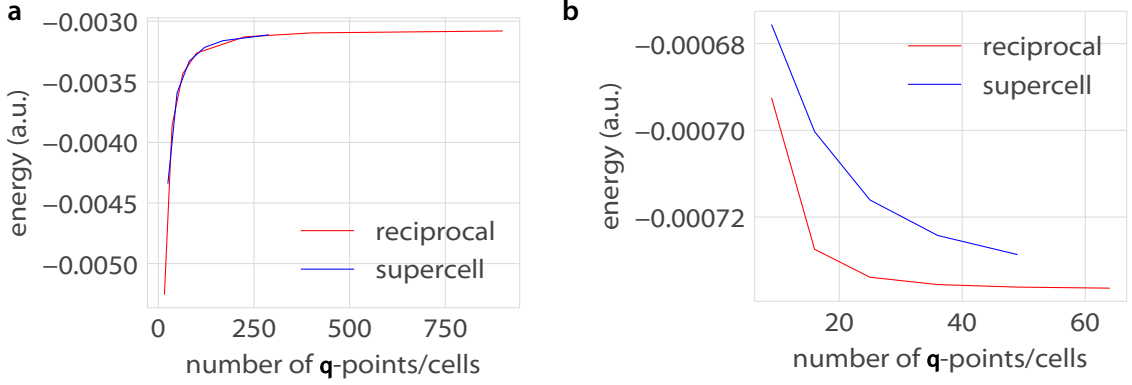 a
−0.0030
−0.0035
−0.0040
−0.0045
−0.0050
energy (a.u.)
reciprocal
supercell
0 250 500 750
number of q-points/cells
b
−0.00068
−0.00070
−0.00072
energy (a.u.)
reciprocal
supercell
20 40 60
number of q-points/cells